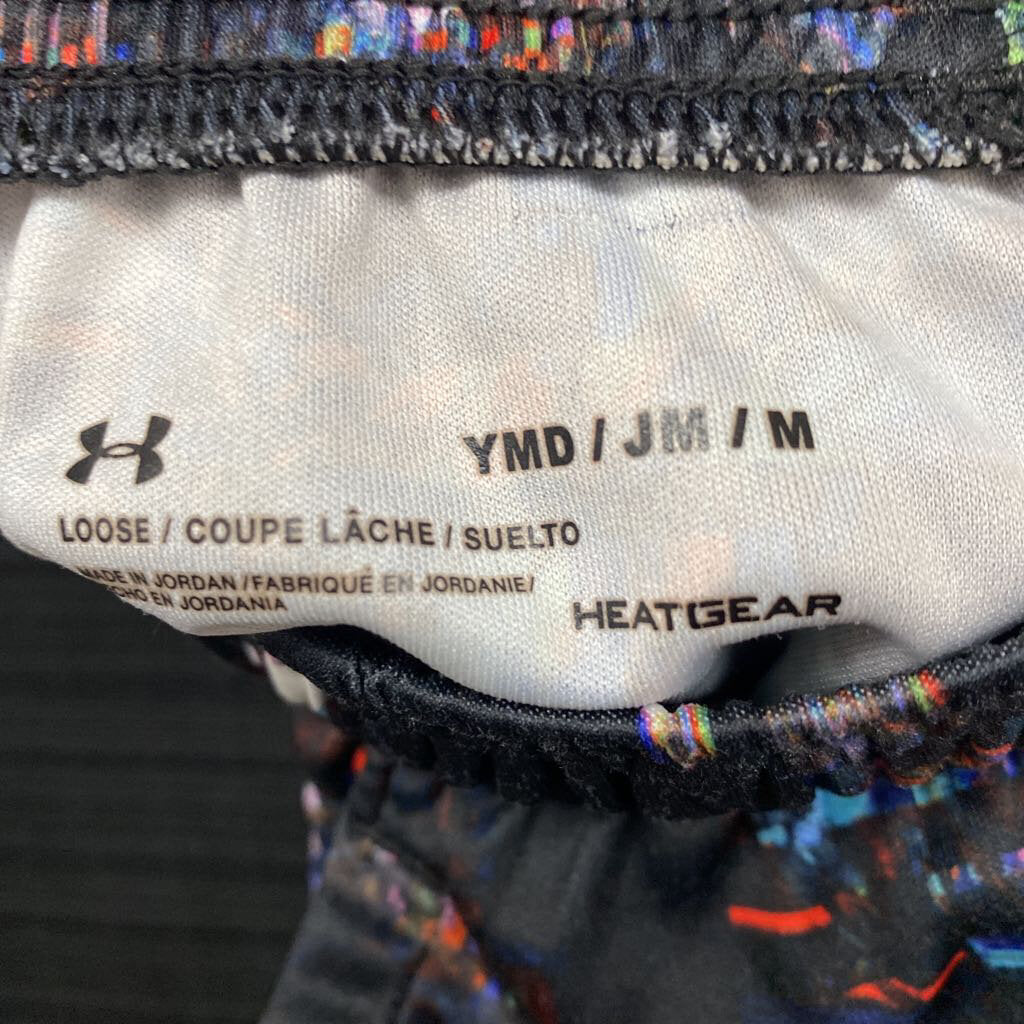 YMD / JM / M
LOOSE / COUPE LÂCHE / SUELTO
MADE IN JORDAN / FABRIQUÉ EN JORDANIE/
EN JORDANIA
HEATGEAR